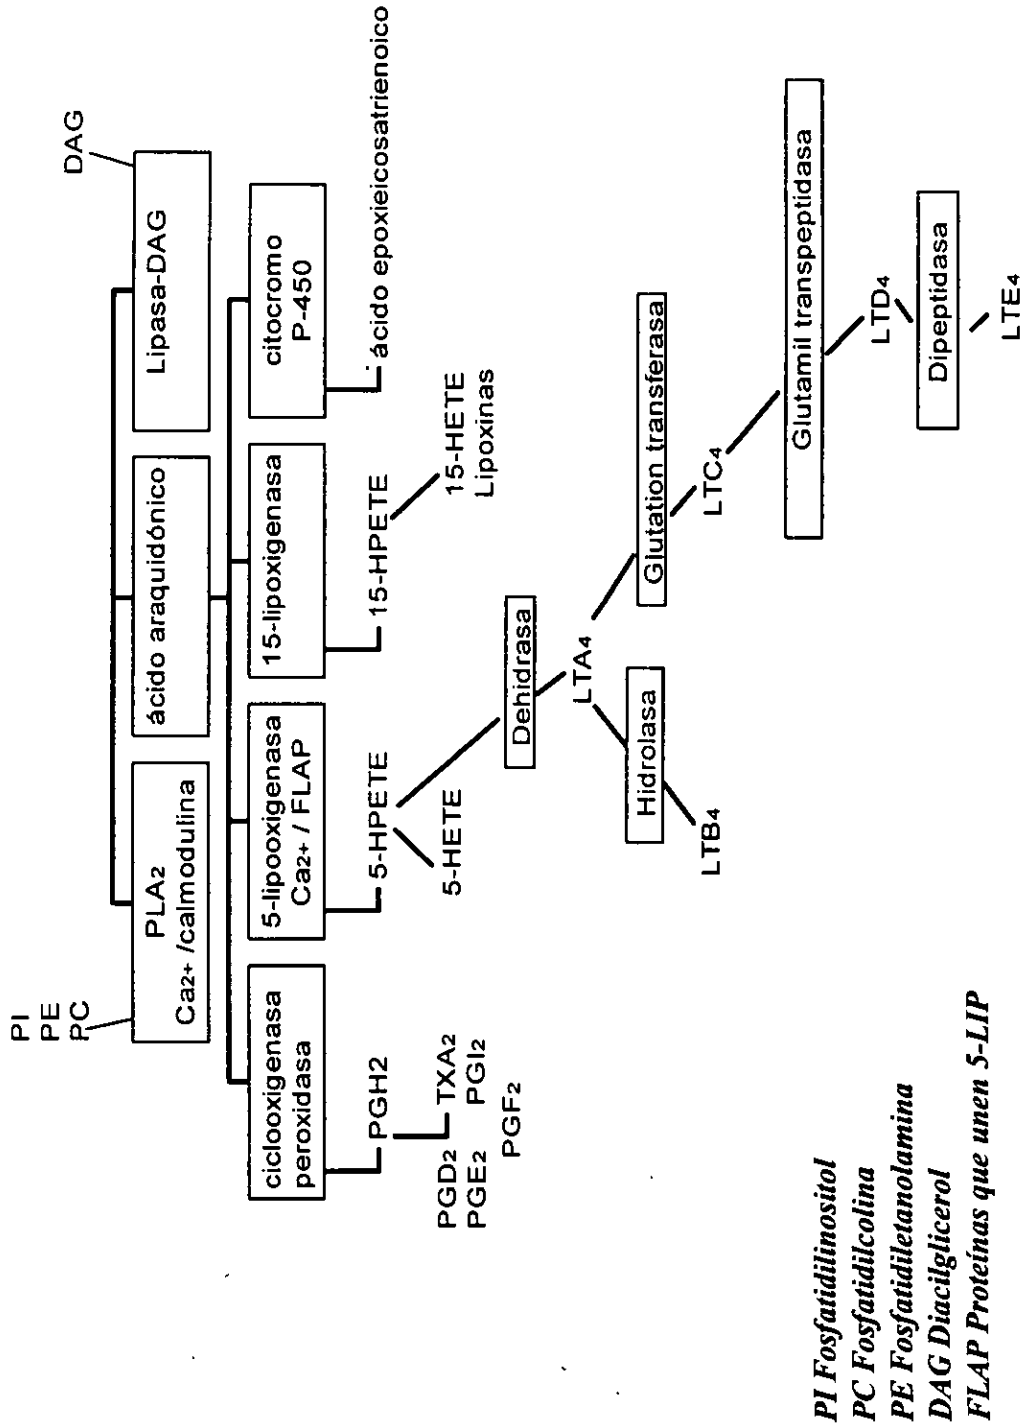 PI
PE
PC
DAG
PLA2
Ca2+ /calmodulina
ácido araquidónico
Lipasa-DAG
ciclooxigenasa
peroxidasa
5-lipooxigenasa
Ca2+ / FLAP
15-lipoxigenasa
citocromo
P-450
PGH2
5-HPETE
15-HPETE
ácido epoxieicosatrienoico
PGD2
TXA2
PGE2
PGI2
PGF2
5-HETE
15-HETE
Lipoxinas
Dehidrasa
LTA4
Hidrolasa
Glutation transferasa
LTB4
LTC4
Glutamil transpeptidasa
LTD4
Dipeptidasa
LTE4
PI Fosfatidilinositol
PC Fosfatidilcolina
PE Fosfatidiletanolamina
DAG Diacilglicerol
FLAP Proteínas que unen 5-LIP